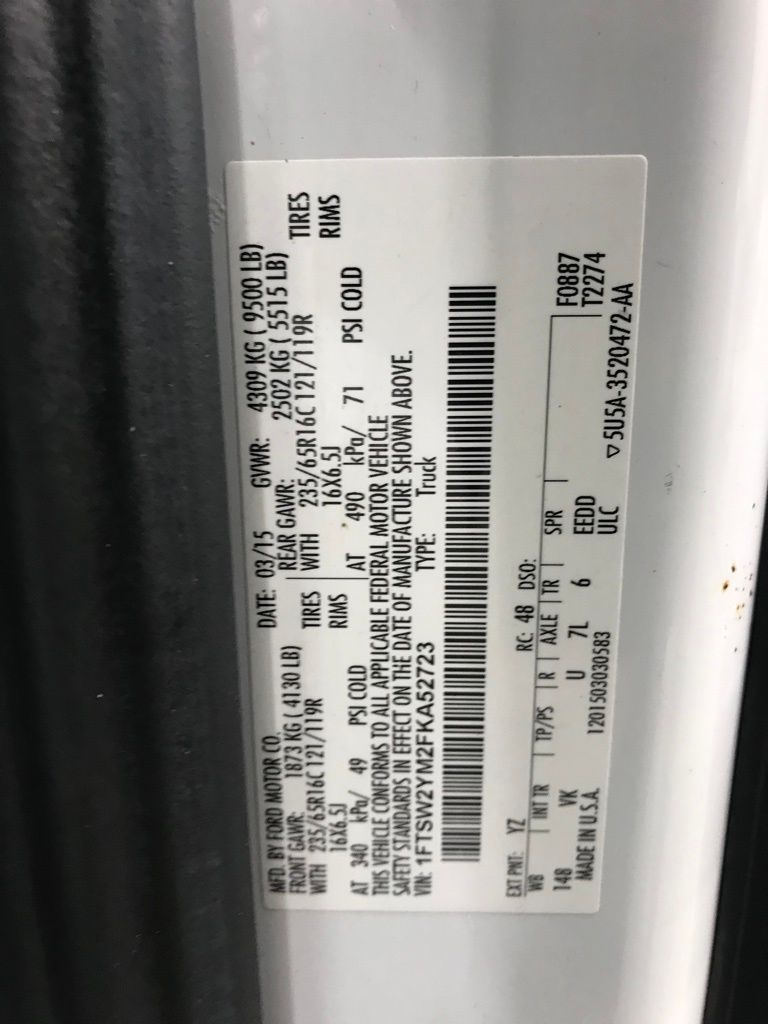 MFD. BY FORD MOTOR CO. DATE: 03/15 GVWR: 4309 KG ( 9500 LB)
FRONT GAWR: 1873 KG ( 4130 LB) REAR GAWR: 2502 KG ( 5515 LB)
WITH 235/65R16C 121/119R TIRES WITH 235/65R16C 121/119R TIRES
16X6.5J RIMS 16X6.5J RIMS
AT 340 kPa/ 49 PSI COLD AT 490 kPa/ 71 PSI COLD
THIS VEHICLE CONFORMS TO ALL APPLICABLE FEDERAL MOTOR VEHICLE
SAFETY STANDARDS IN EFFECT ON THE DATE OF MANUFACTURE SHOWN ABOVE.
VIN: 1FTSW2YM2FKA52723 TYPE: Truck
EXT PNT: YZ RC: 48 DSO:
WB INT TR TP/PS R AXLE TR SPR F0887
148 VK U 7L 6 EEDD T2274
MADE IN U.S.A. 1201503030583 ULC ▽ 5U5A-3520472-AA